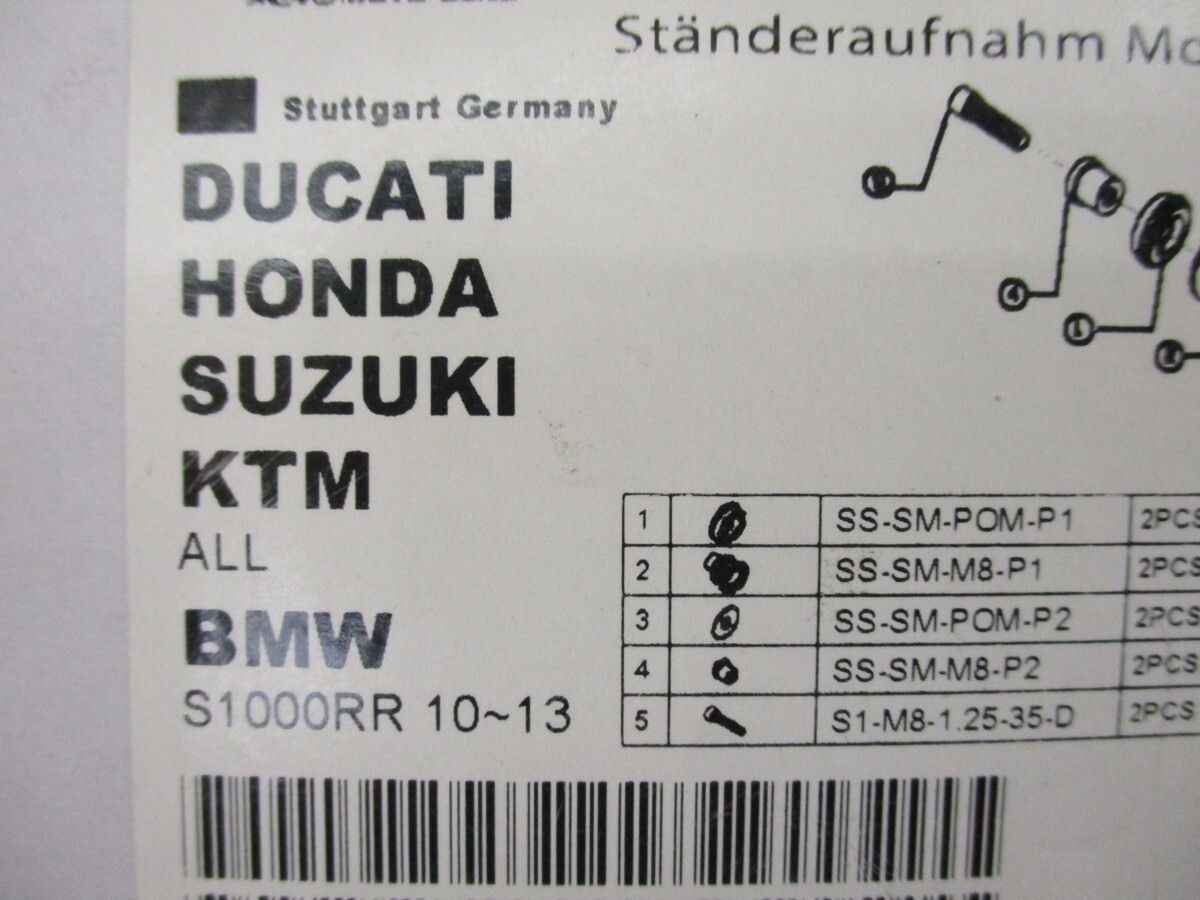 Ständeraufnahm
Stuttgart Germany
DUCATI
HONDA
SUZUKI
KTM
ALL
BMW
S1000RR 10~13
4
1
1 SS-SM-POM-P1 2PCS
2 SS-SM-M8-P1 2PCS
3 SS-SM-POM-P2 2PCS
4 SS-SM-M8-P2 2PCS
5 S1-M8-1.25-35-D 2PCS